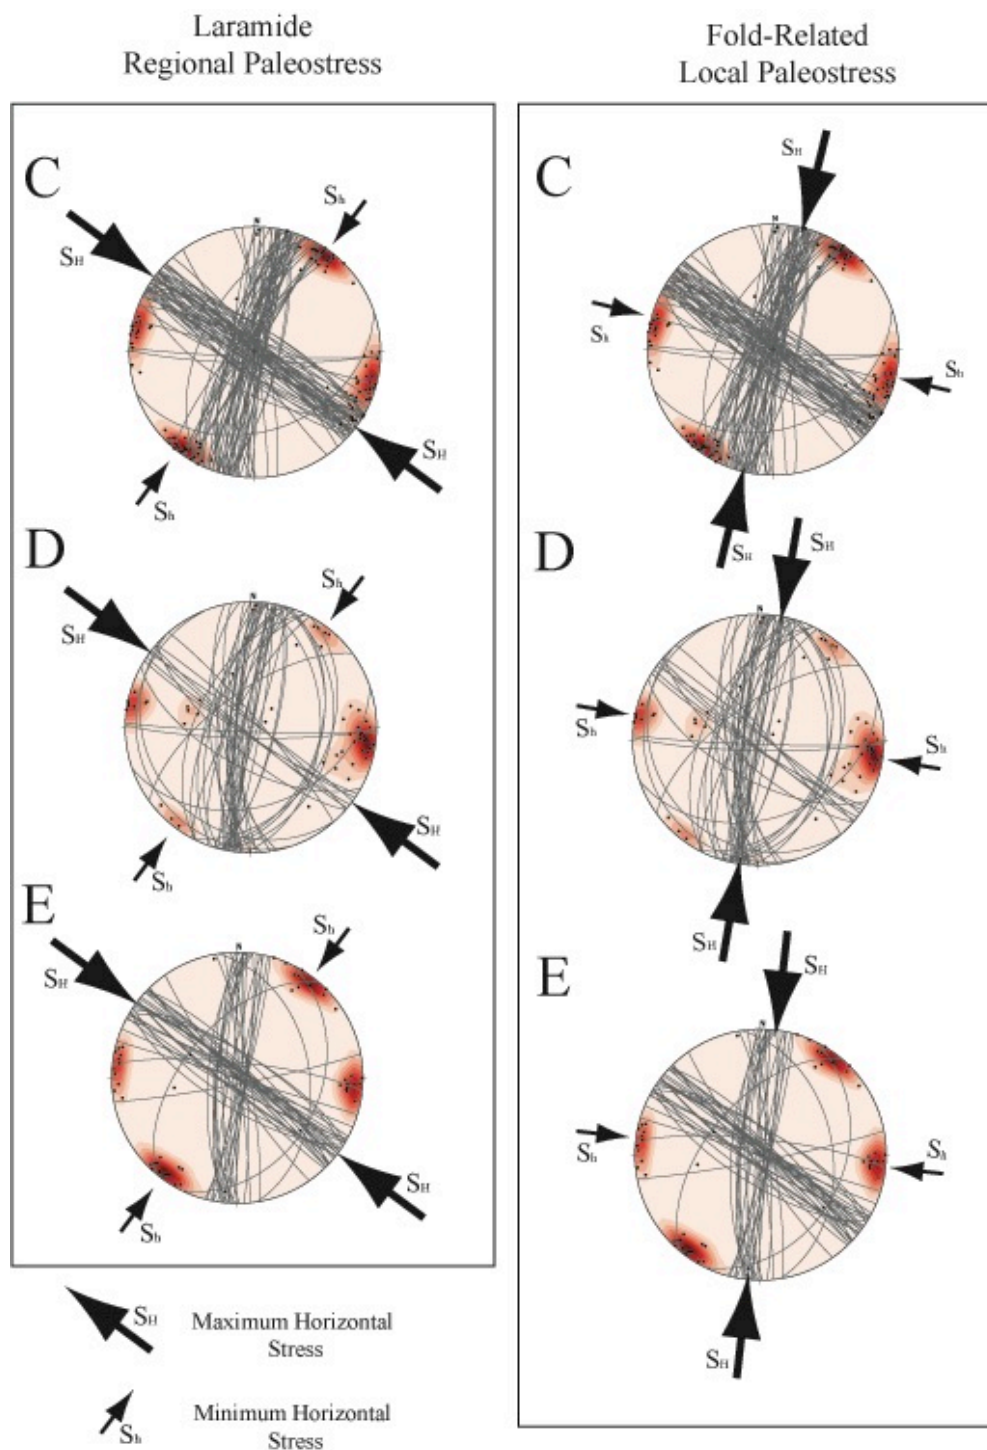 Laramide
Regional Paleostress
C
Sh
N
SH
SH
Sh
D
Sh
N
SH
SH
Sh
E
Sh
N
SH
SH
Sh
SH
Maximum Horizontal
Stress
Sh
Minimum Horizontal
Stress
Fold-Related
Local Paleostress
C
SH
N
Sh
Sh
SH
D
SH
N
Sh
Sh
SH
E
SH
N
Sh
Sh
SH